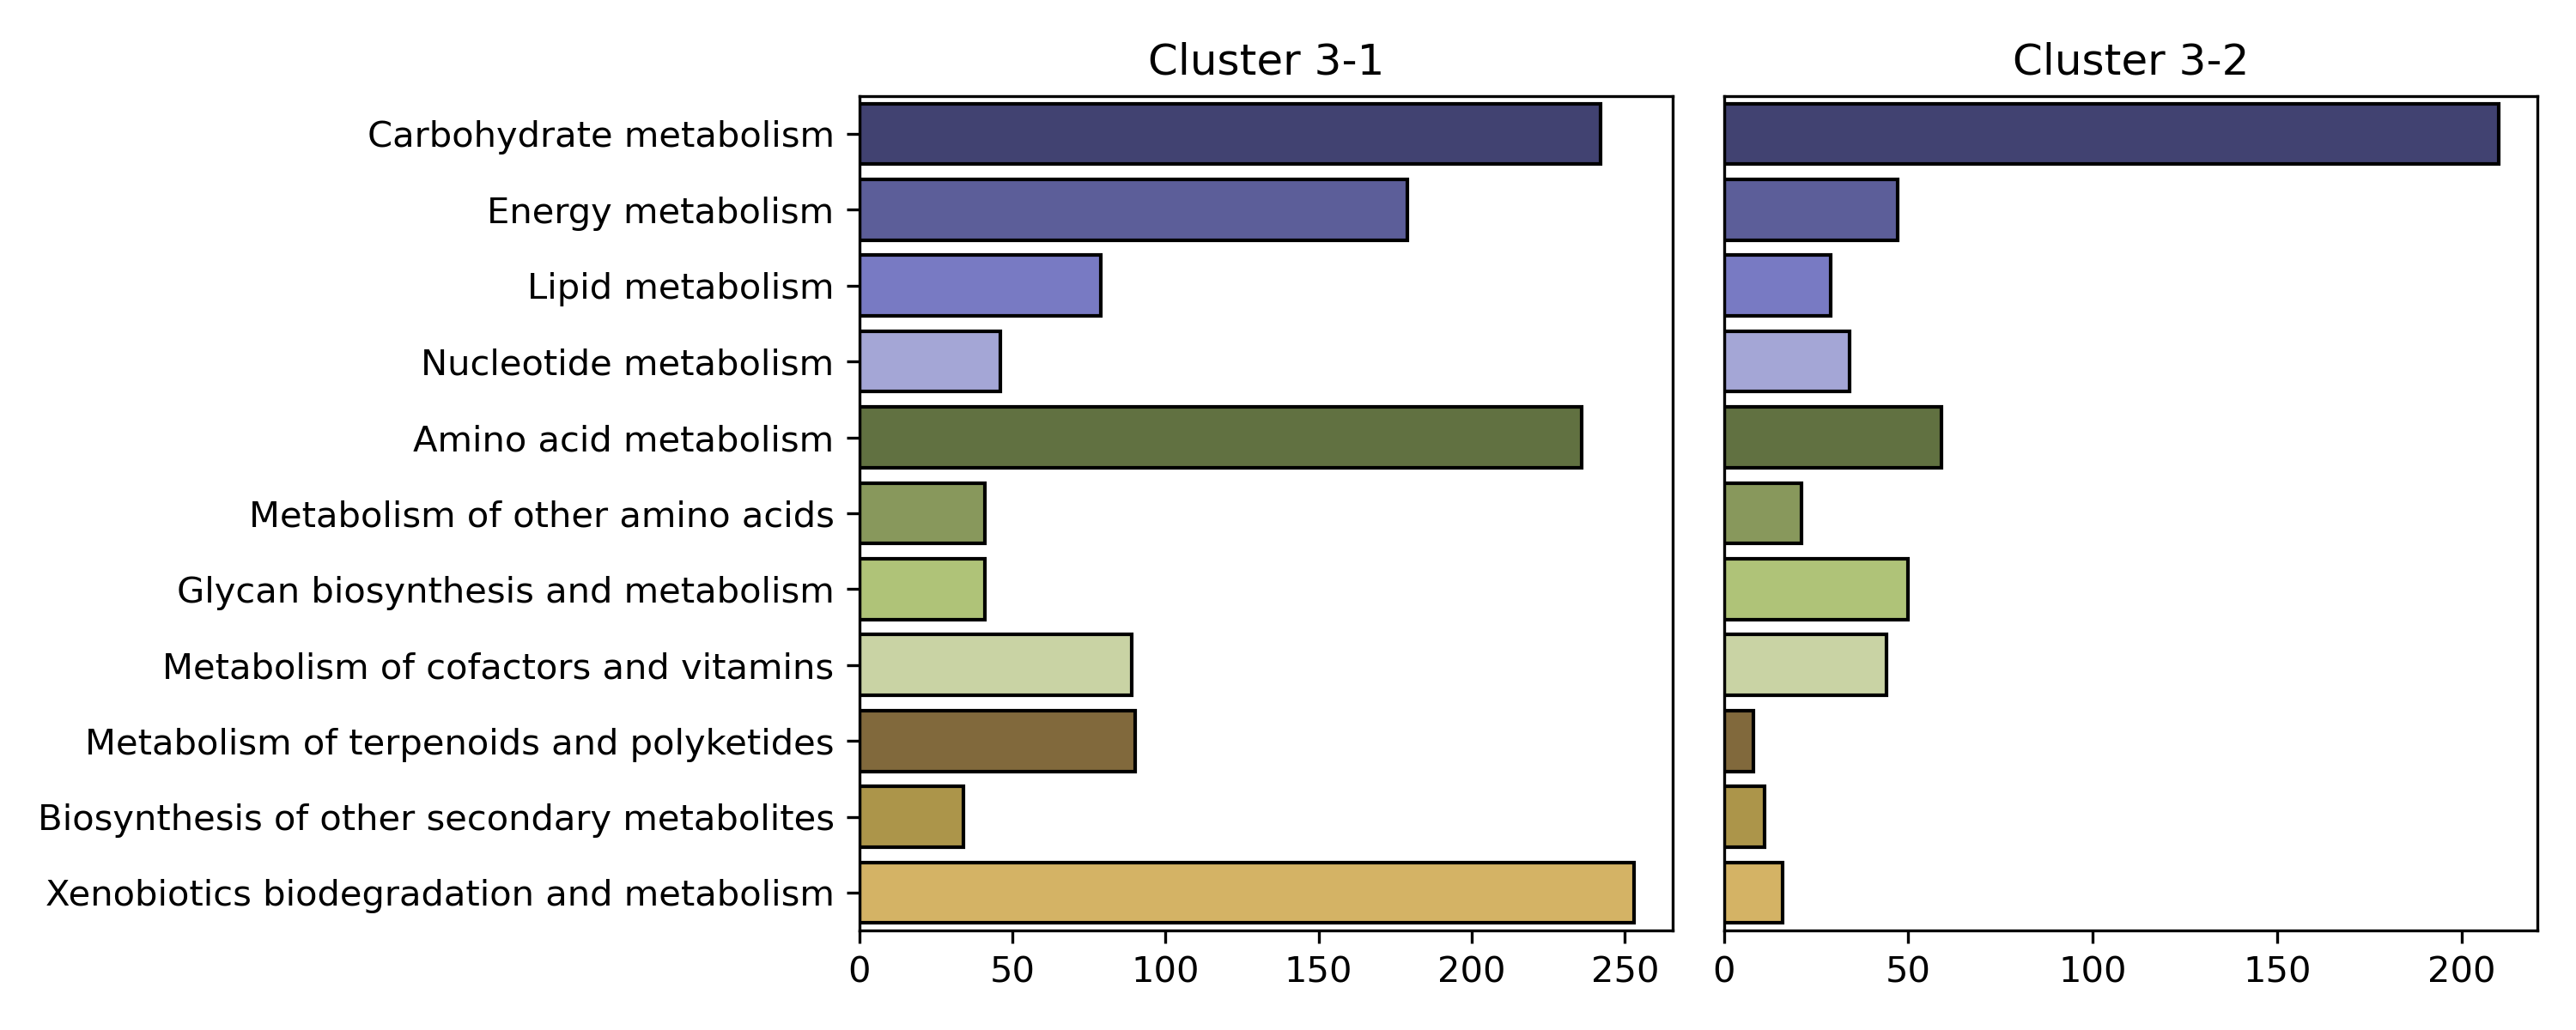 Cluster 3-1
Cluster 3-2
Carbohydrate metabolism
Energy metabolism
Lipid metabolism
Nucleotide metabolism
Amino acid metabolism
Metabolism of other amino acids
Glycan biosynthesis and metabolism
Metabolism of cofactors and vitamins
Metabolism of terpenoids and polyketides
Biosynthesis of other secondary metabolites
Xenobiotics biodegradation and metabolism
0 50 100 150 200 250
0 50 100 150 200